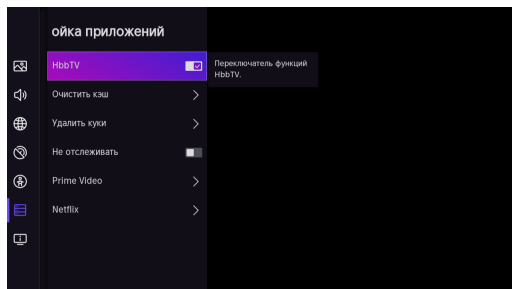 ойка приложений
HbbTV
Переключатель функций
HbbTV.
Очистить кэш
Удалить куки
Не отслеживать
Prime Video
Netflix